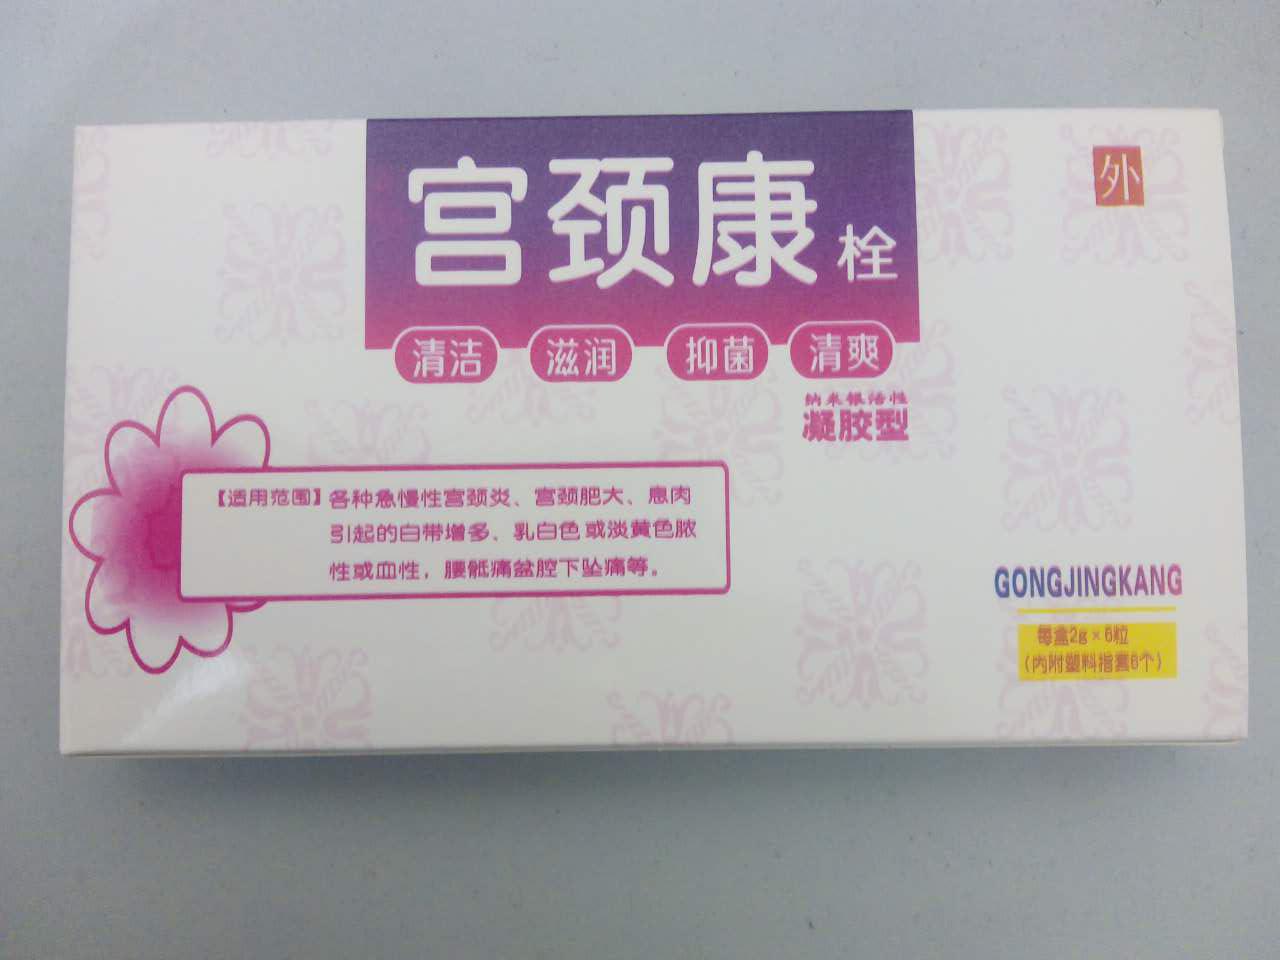 外
宫颈康栓
清洁 滋润 抑菌 清爽
纳米银活性
凝胶型
【适用范围】各种急慢性宫颈炎、宫颈肥大、息肉
引起的白带增多、乳白色或淡黄色脓
性或血性，腰骶痛盆腔下坠痛等。
GONGJINGKANG
每盒2g×6粒
（内附塑料指套6个）